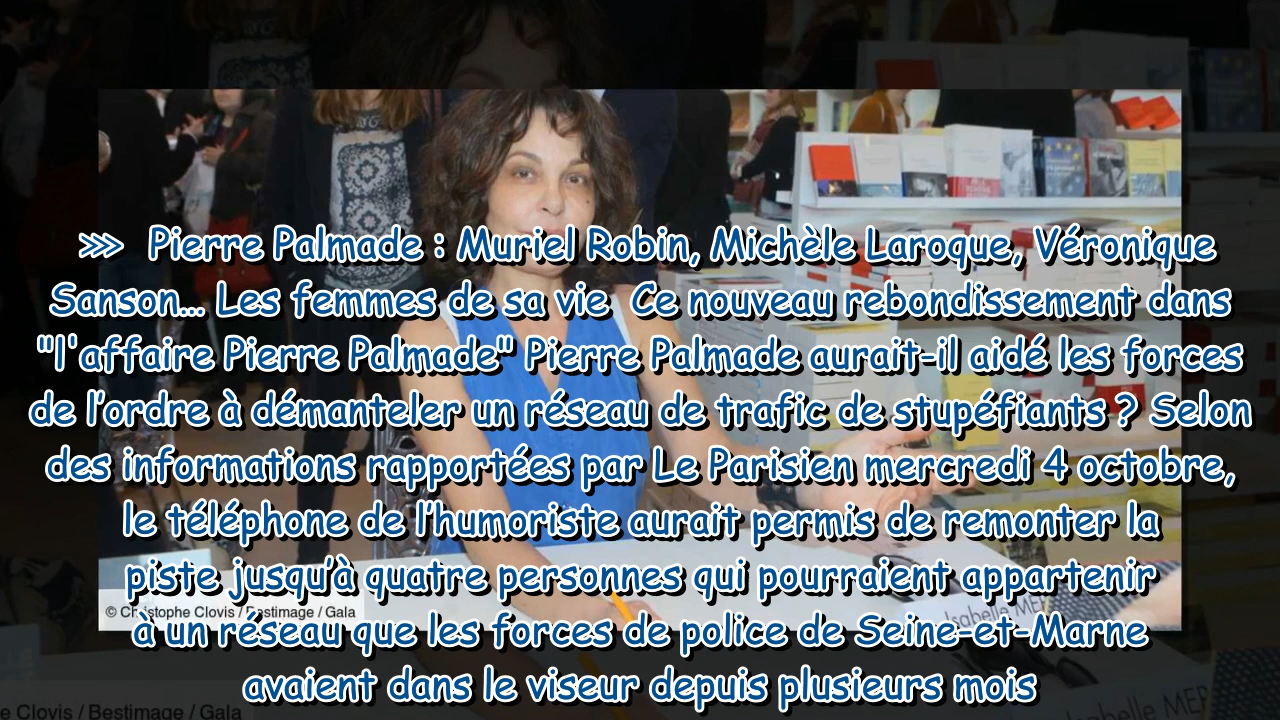 >>> Pierre Palmade : Muriel Robin, Michèle Laroque, Véronique
Sanson... Les femmes de sa vie Ce nouveau rebondissement dans
"l'affaire Pierre Palmade" Pierre Palmade aurait-il aidé les forces
de l’ordre à démanteler un réseau de trafic de stupéfiants ? Selon
des informations rapportées par Le Parisien mercredi 4 octobre,
le téléphone de l’humoriste aurait permis de remonter la
piste jusqu’à quatre personnes qui pourraient appartenir
à un réseau que les forces de police de Seine-et-Marne
avaient dans le viseur depuis plusieurs mois
© Christophe Clovis / Bestimage / Gala
Isabelle
e Clovis / Bestimage / Gala